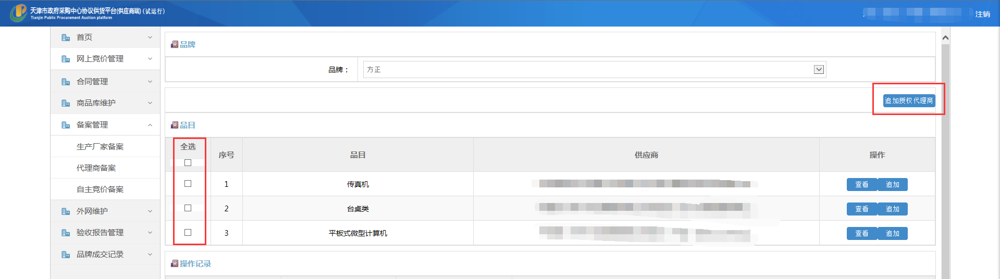 天津市政府采购中心协议供货平台(供应商端)(试运行)
Tianjin Public Procurement Auction platform
注销
首页
网上竞价管理
合同管理
商品库维护
备案管理
生产厂家备案
代理商备案
自主竞价备案
外网维护
验收报告管理
品牌成交记录
品牌
品牌： 方正
追加授权代理商
品目
全选 序号 品目 供应商 操作
1 传真机 查看 追加
2 台桌类 查看 追加
3 平板式微型计算机 查看 追加
操作记录